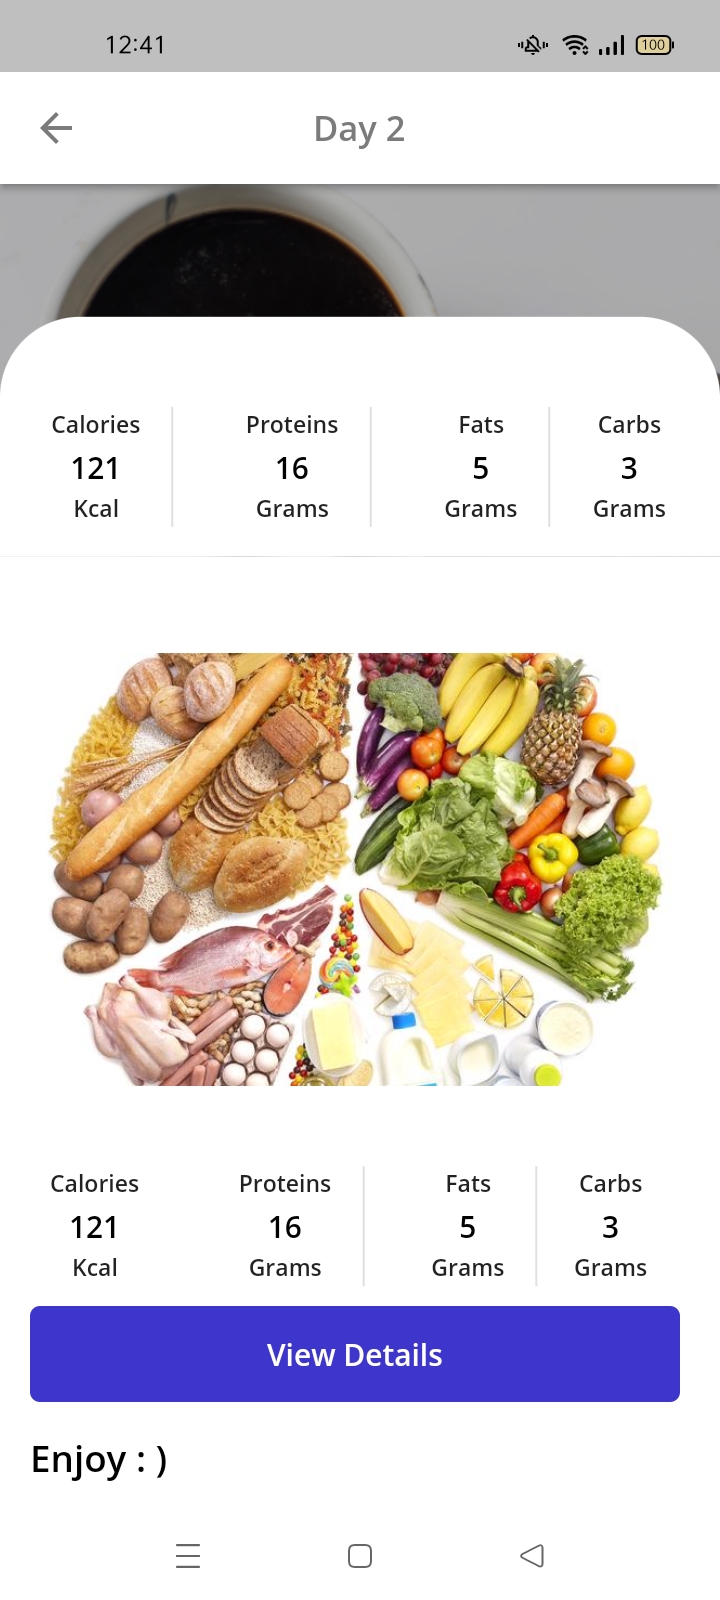 12:41
100
Day 2
Calories Proteins Fats Carbs
121 16 5 3
Kcal Grams Grams Grams
Calories Proteins Fats Carbs
121 16 5 3
Kcal Grams Grams Grams
View Details
Enjoy : )